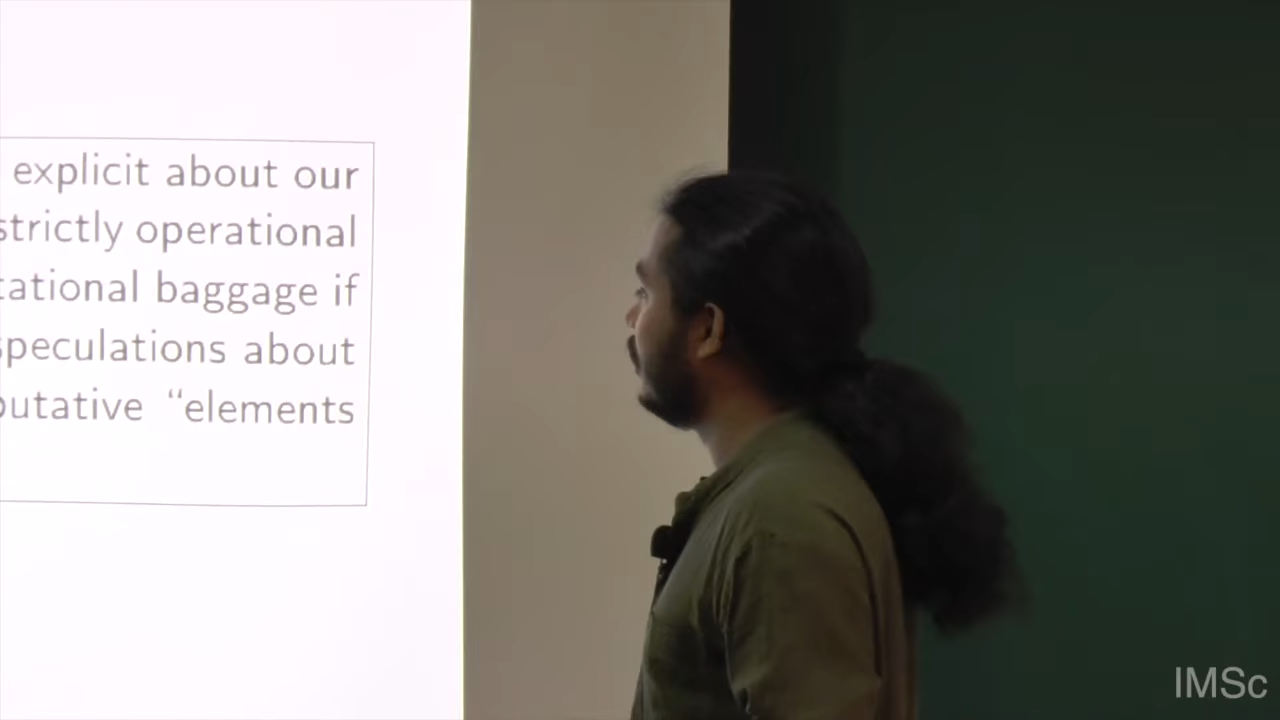 explicit about our
strictly operational
tational baggage if
speculations about
putative “elements
IMSc